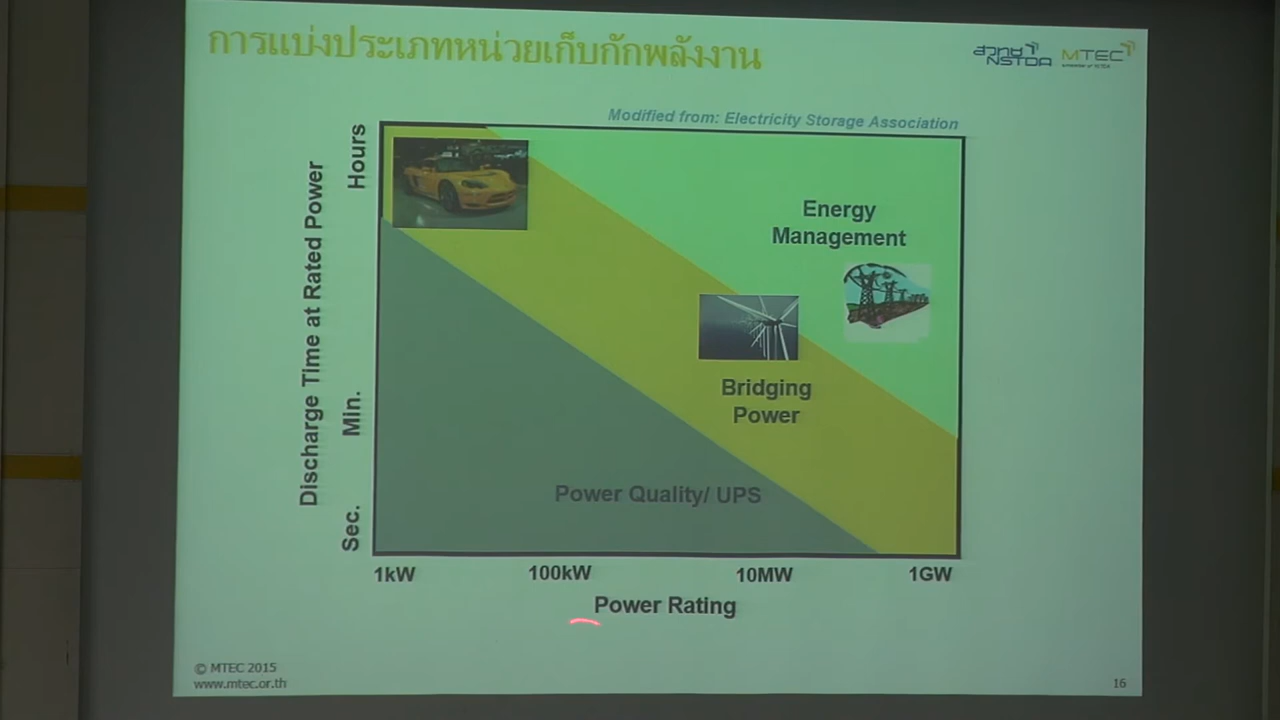 การแบ่งประเภทหน่วยเก็บกักพลังงาน
สวทช
NSTDA
MTEC
Modified from: Electricity Storage Association
Discharge Time at Rated Power
Hours
Min.
Sec.
Energy
Management
Bridging
Power
Power Quality/ UPS
1kW 100kW 10MW 1GW
Power Rating
© MTEC 2015
www.mtec.or.th
16